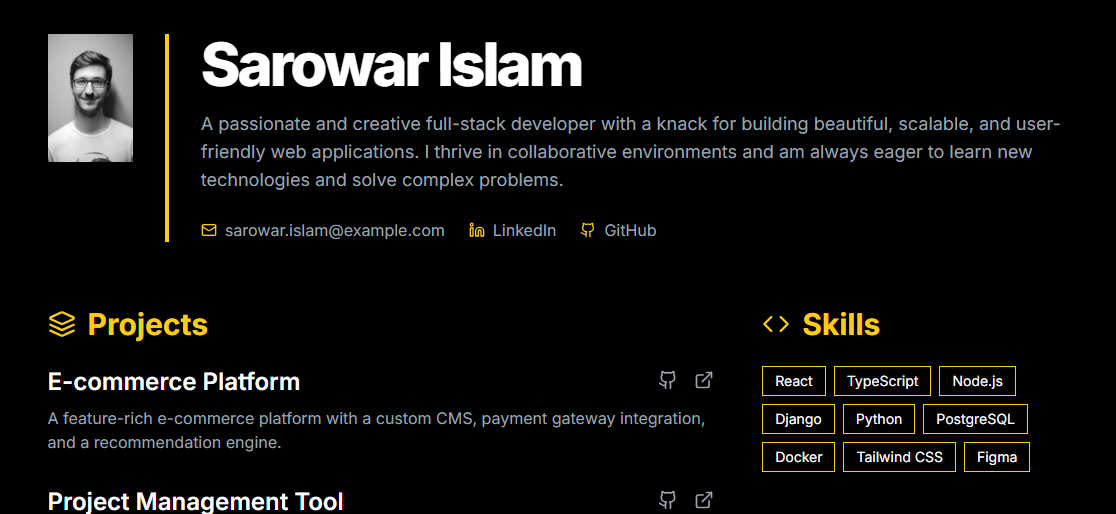 Sarowar Islam
A passionate and creative full-stack developer with a knack for building beautiful, scalable, and user-
friendly web applications. I thrive in collaborative environments and am always eager to learn new
technologies and solve complex problems.
sarowar.islam@example.com LinkedIn GitHub
Projects
E-commerce Platform
A feature-rich e-commerce platform with a custom CMS, payment gateway integration,
and a recommendation engine.
Project Management Tool
Skills
React TypeScript Node.js
Django Python PostgreSQL
Docker Tailwind CSS Figma